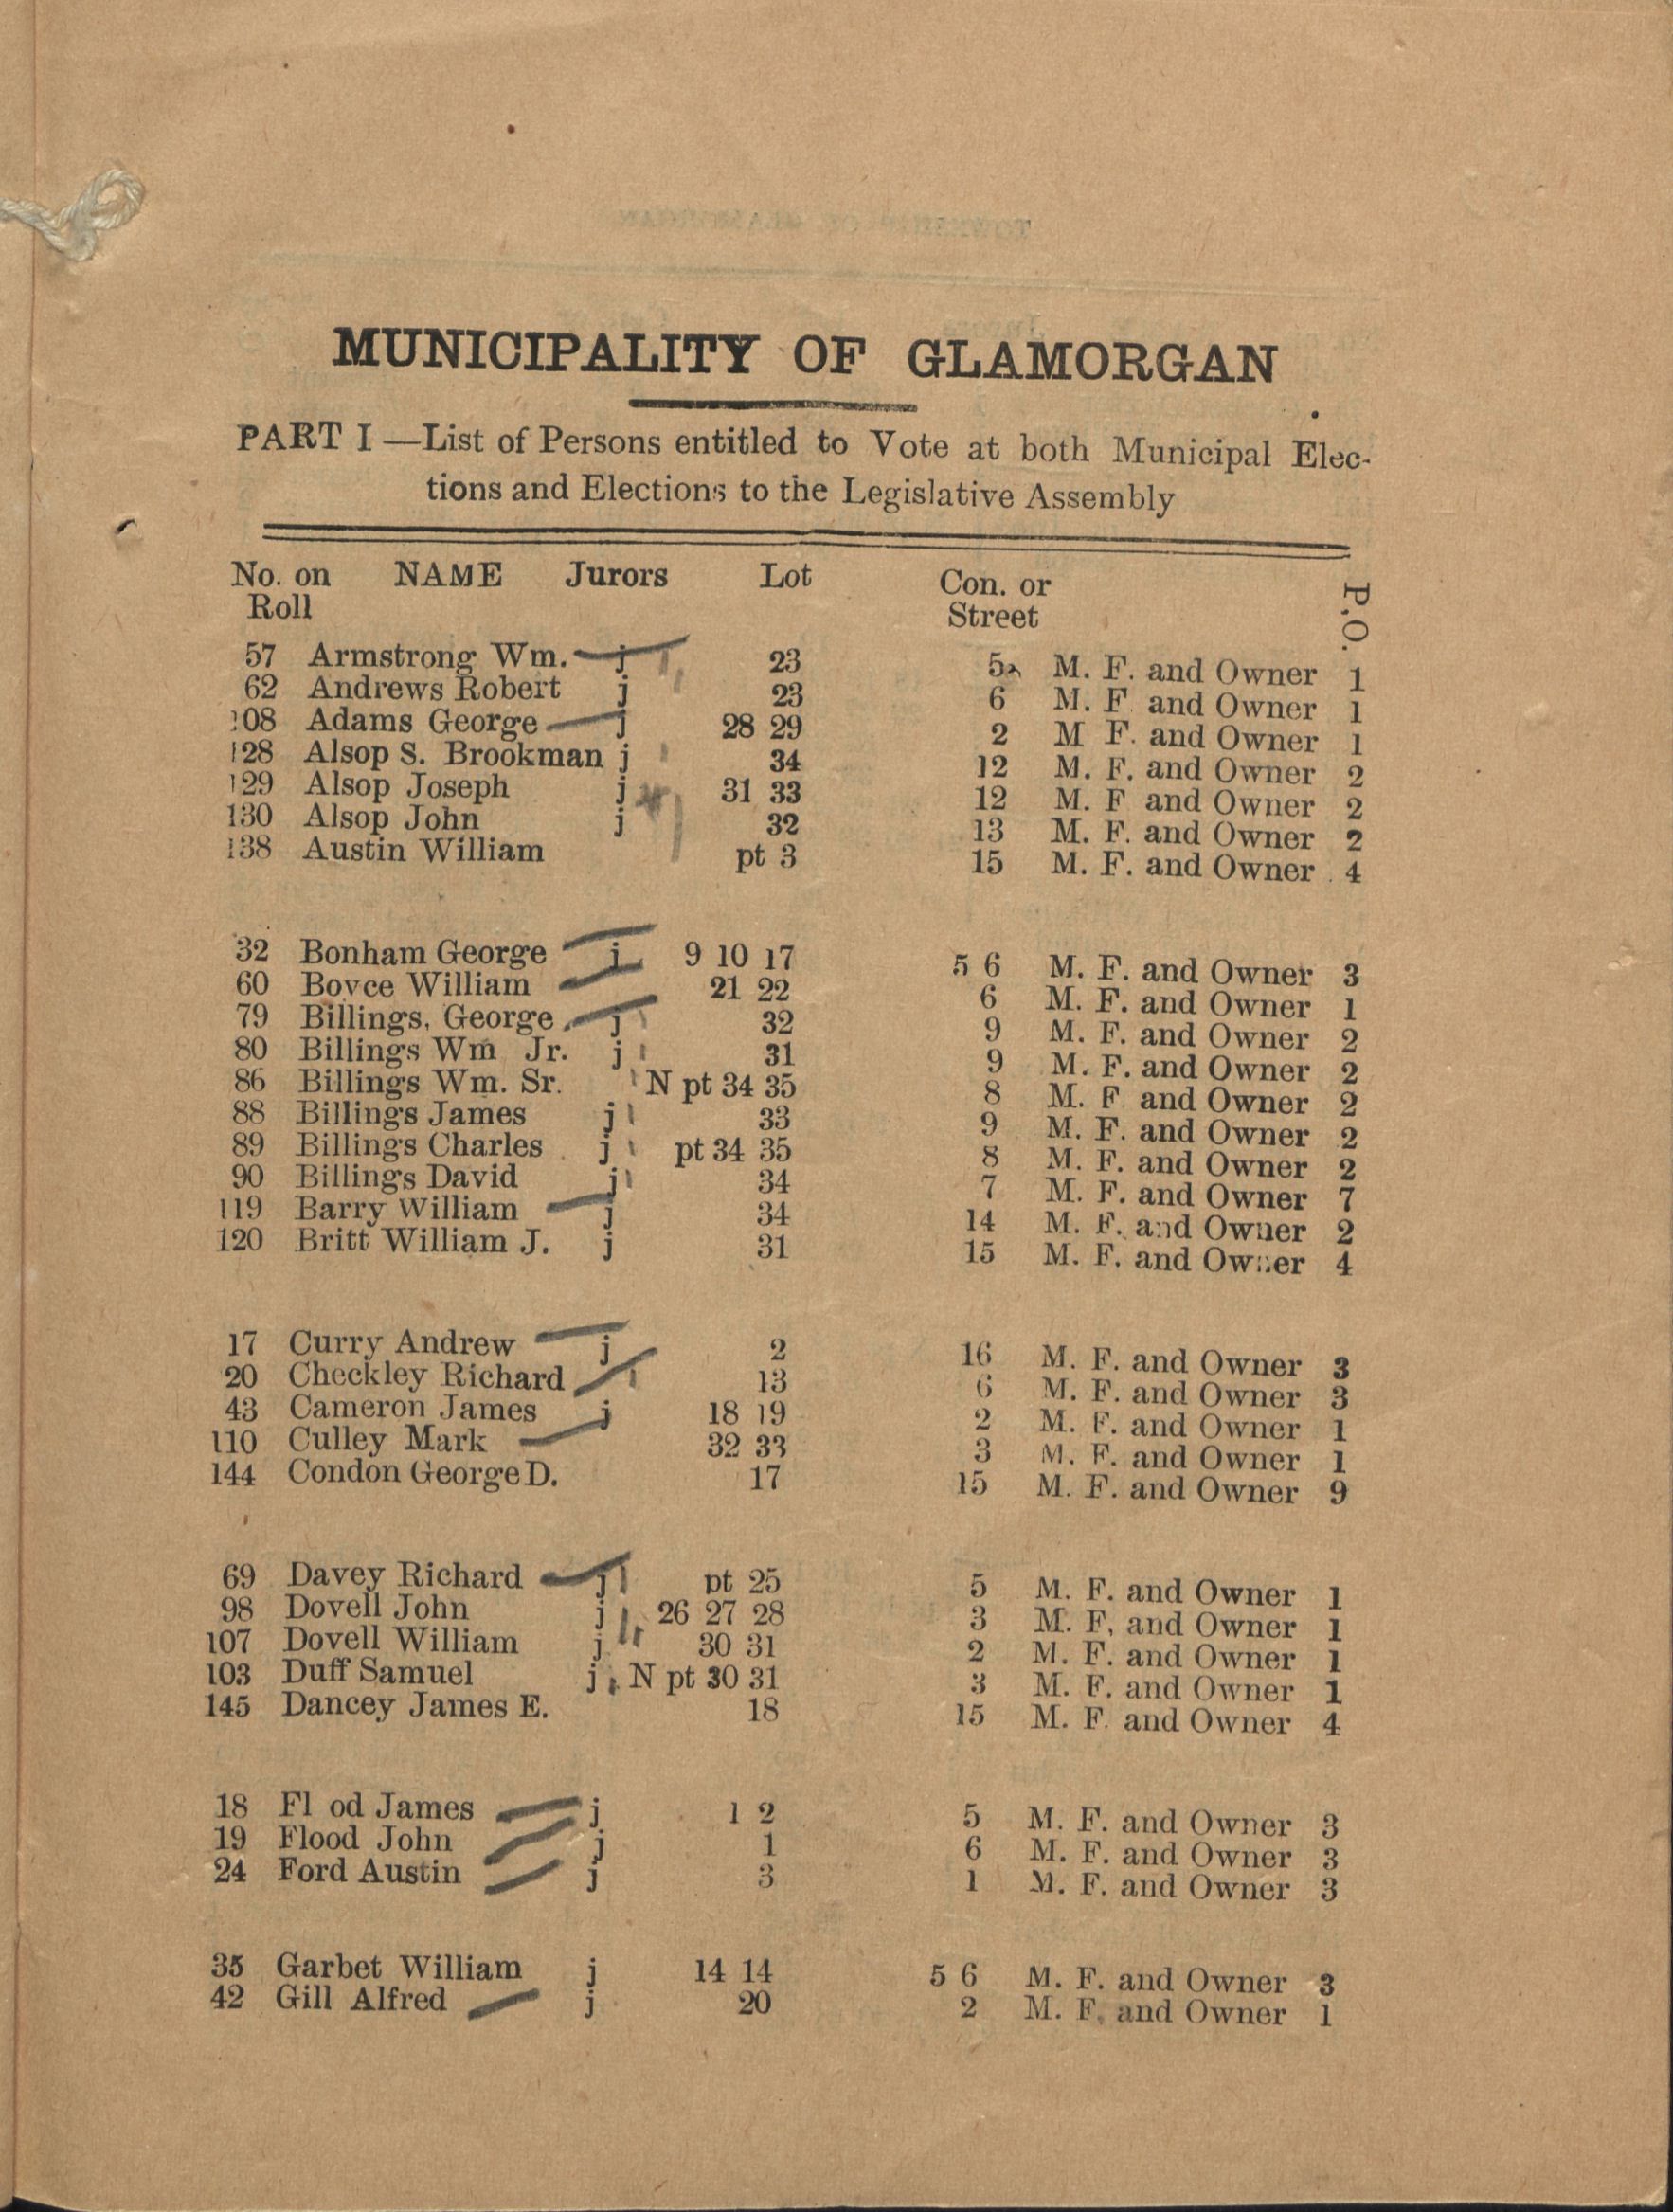 MUNICIPALITY OF GLAMORGAN
PART I —List of Persons entitled to Vote at both Municipal Elec-
tions and Elections to the Legislative Assembly
No. on NAME Jurors Lot Con. or P.O.
Roll Street
57 Armstrong Wm. j 23 5 M. F. and Owner 1
62 Andrews Robert j 23 6 M. F and Owner 1
108 Adams George j 28 29 2 M F. and Owner 1
128 Alsop S. Brookman j 34 12 M. F. and Owner 2
129 Alsop Joseph j 31 33 12 M. F and Owner 2
130 Alsop John j 32 13 M. F. and Owner 2
138 Austin William pt 3 15 M. F. and Owner 4
32 Bonham George j 9 10 17 5 6 M. F. and Owner 3
60 Boyce William 21 22 6 M. F. and Owner 1
79 Billings, George j 32 9 M. F. and Owner 2
80 Billings Wm Jr. j 31 9 M. F. and Owner 2
86 Billings Wm. Sr. N pt 34 35 8 M. F and Owner 2
88 Billings James j 33 9 M. F. and Owner 2
89 Billings Charles j pt 34 35 8 M. F. and Owner 2
90 Billings David j 34 7 M. F. and Owner 7
119 Barry William j 34 14 M. F. and Owner 2
120 Britt William J. j 31 15 M. F. and Owner 4
17 Curry Andrew j 2 16 M. F. and Owner 3
20 Checkley Richard 13 6 M. F. and Owner 3
43 Cameron James j 18 19 2 M. F. and Owner 1
110 Culley Mark 32 33 3 M. F. and Owner 1
144 Condon George D. 17 15 M. F. and Owner 9
69 Davey Richard j pt 25 5 M. F. and Owner 1
98 Dovell John j 26 27 28 3 M. F, and Owner 1
107 Dovell William j 30 31 2 M. F. and Owner 1
103 Duff Samuel j N pt 30 31 3 M. F. and Owner 1
145 Dancey James E. 18 15 M. F. and Owner 4
18 Fl od James j 1 2 5 M. F. and Owner 3
19 Flood John j 1 6 M. F. and Owner 3
24 Ford Austin j 3 1 M. F. and Owner 3
35 Garbet William j 14 14 5 6 M. F. and Owner 3
42 Gill Alfred j 20 2 M. F. and Owner 1